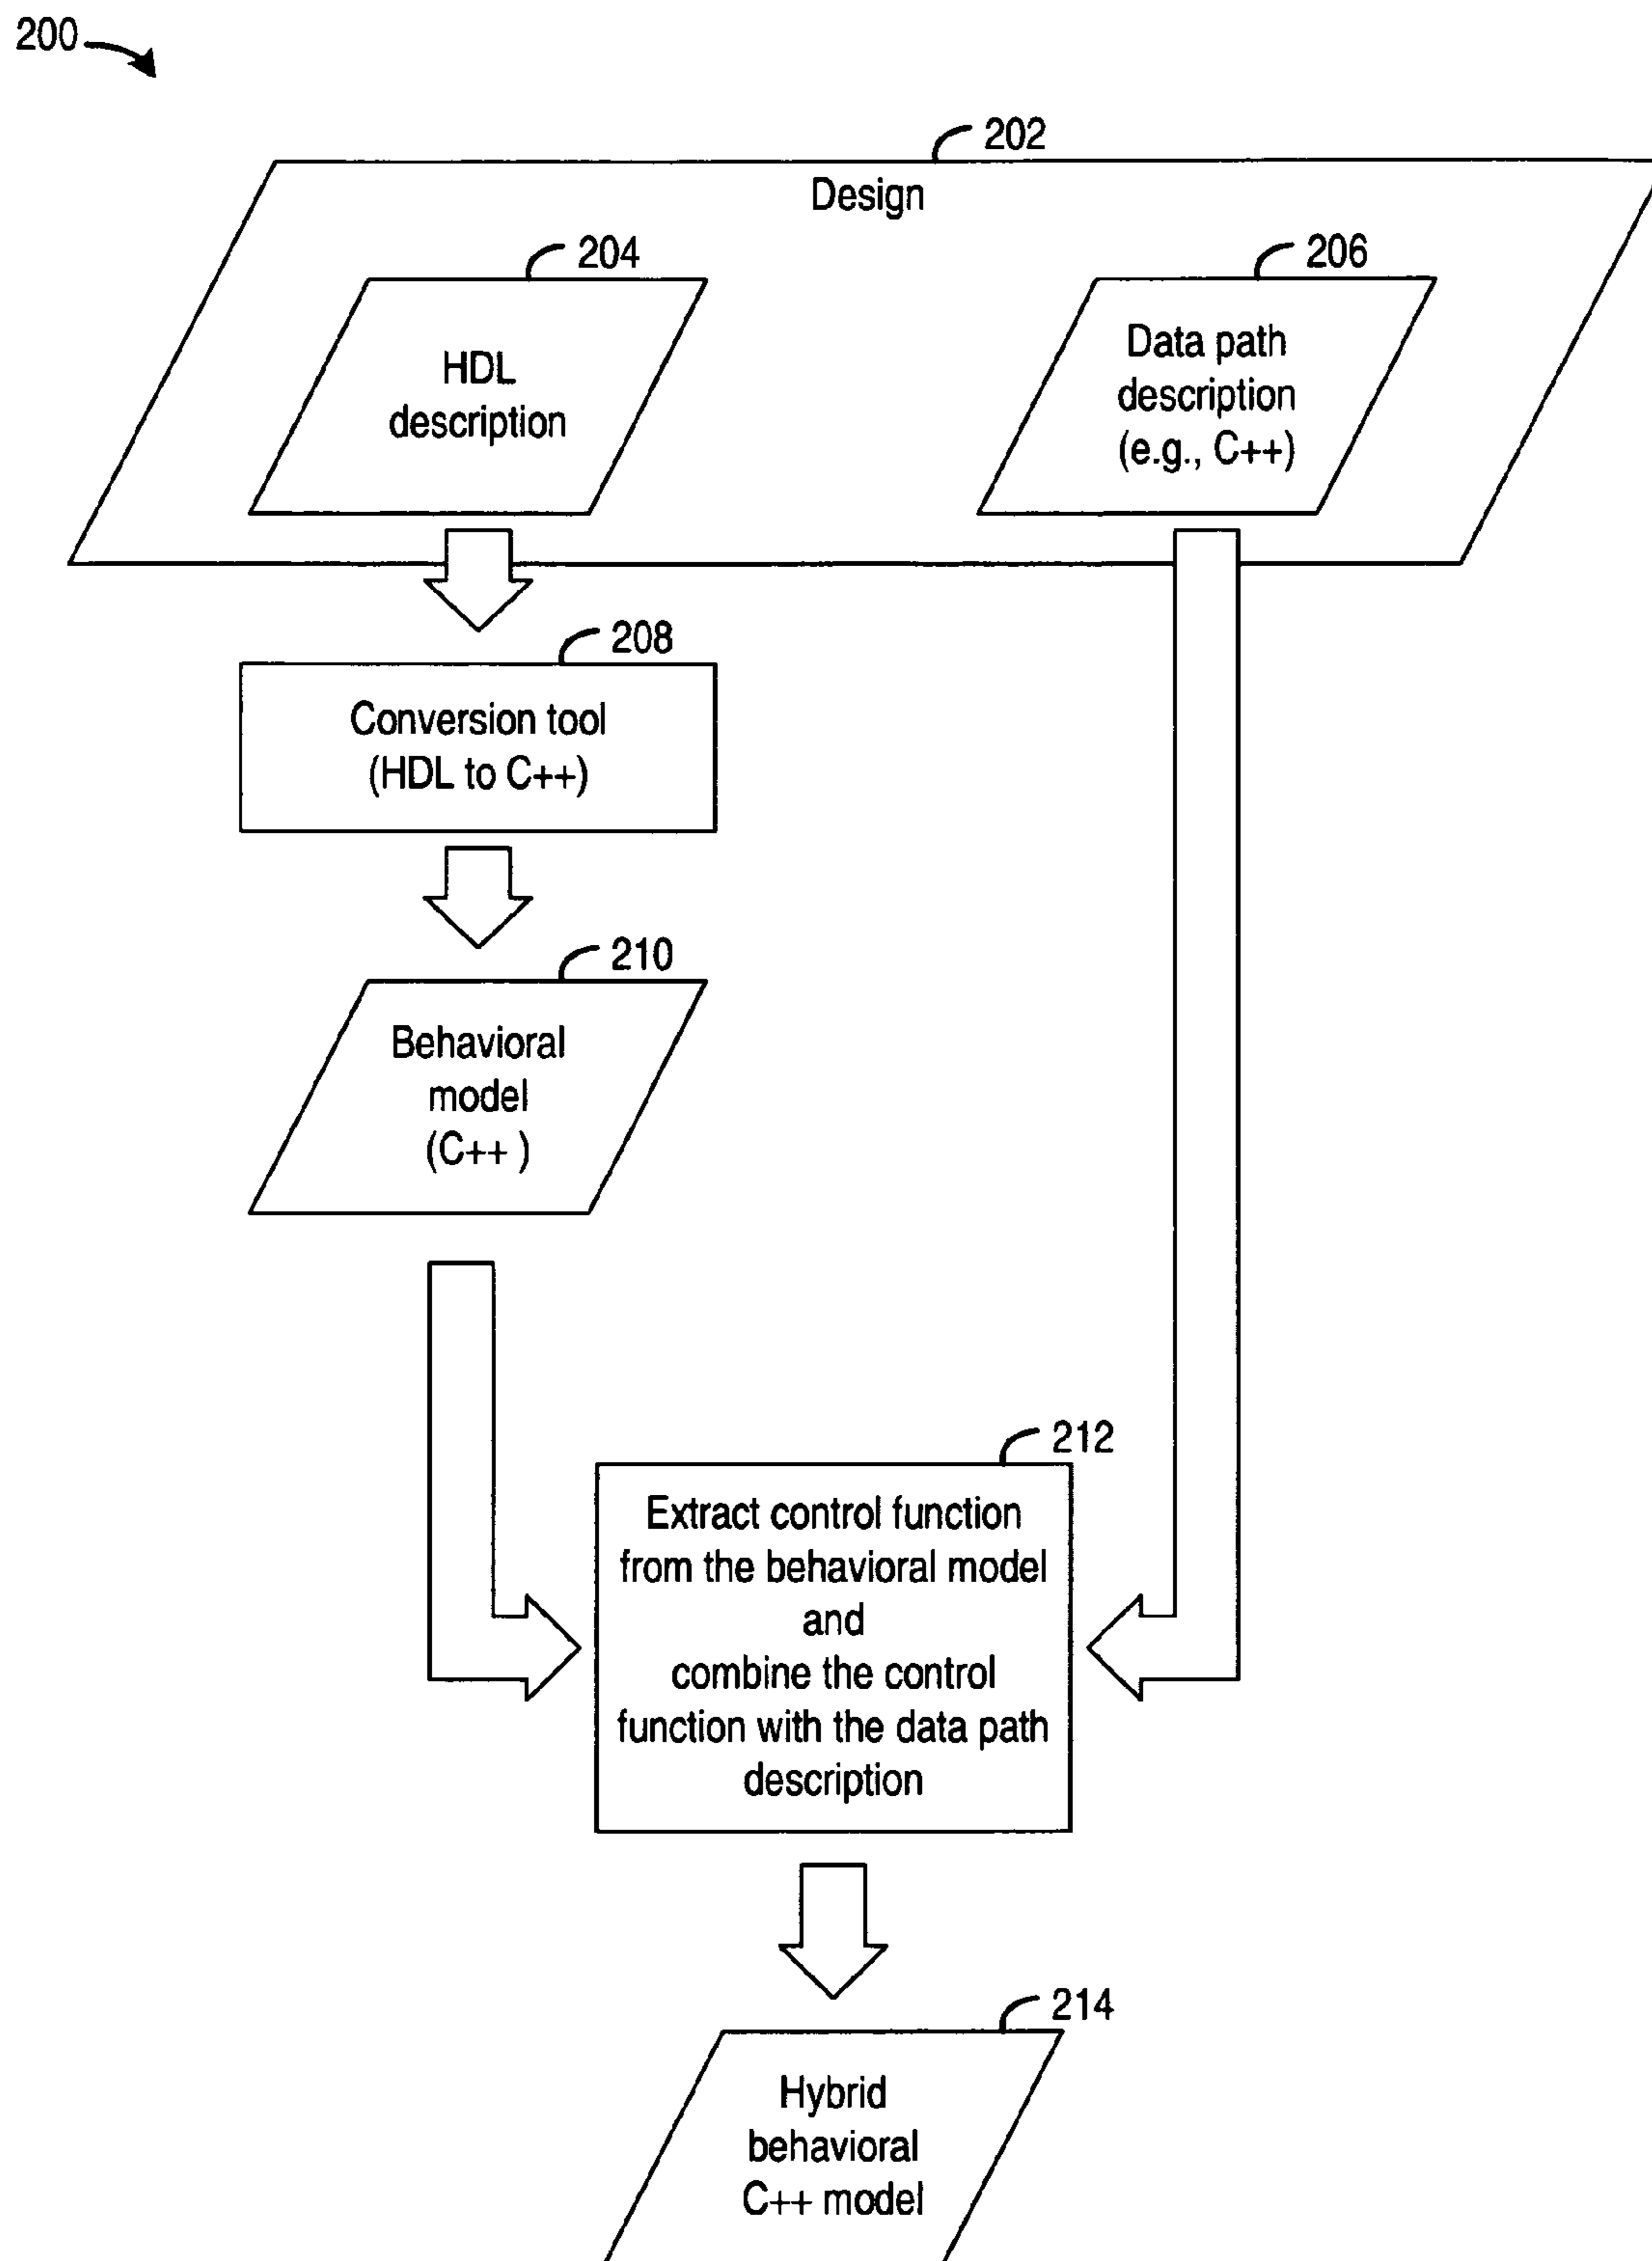 200
202
Design
204
206
HDL
description
Data path
description
(e.g., C++)
208
Conversion tool
(HDL to C++)
210
Behavioral
model
(C++ )
212
Extract control function
from the behavioral model
and
combine the control
function with the data path
description
214
Hybrid
behavioral
C++ model